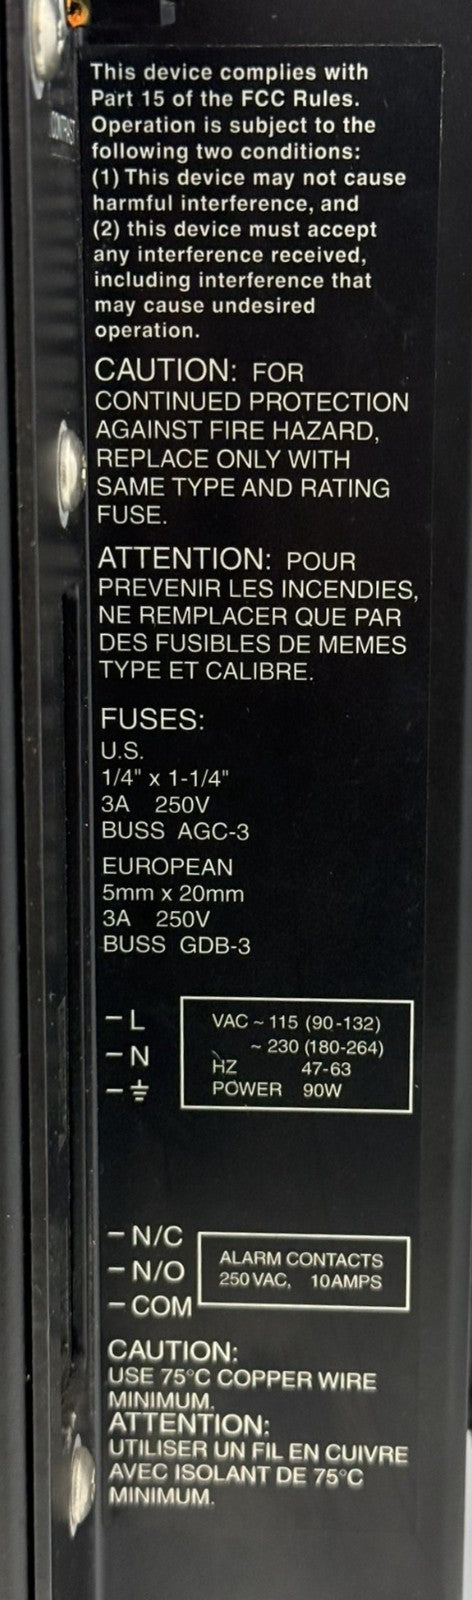 CONTRAST
This device complies with
Part 15 of the FCC Rules.
Operation is subject to the
following two conditions:
(1) This device may not cause
harmful interference, and
(2) this device must accept
any interference received,
including interference that
may cause undesired
operation.
CAUTION: FOR
CONTINUED PROTECTION
AGAINST FIRE HAZARD,
REPLACE ONLY WITH
SAME TYPE AND RATING
FUSE.
ATTENTION: POUR
PREVENIR LES INCENDIES,
NE REMPLACER QUE PAR
DES FUSIBLES DE MEMES
TYPE ET CALIBRE.
FUSES:
U.S.
1/4" x 1-1/4"
3A 250V
BUSS AGC-3
EUROPEAN
5mm x 20mm
3A 250V
BUSS GDB-3
– L
– N
–
VAC ~ 115 (90-132)
~ 230 (180-264)
HZ 47-63
POWER 90W
– N/C
– N/O
– COM
ALARM CONTACTS
250 VAC, 10AMPS
CAUTION:
USE 75°C COPPER WIRE
MINIMUM.
ATTENTION:
UTILISER UN FIL EN CUIVRE
AVEC ISOLANT DE 75°C
MINIMUM.